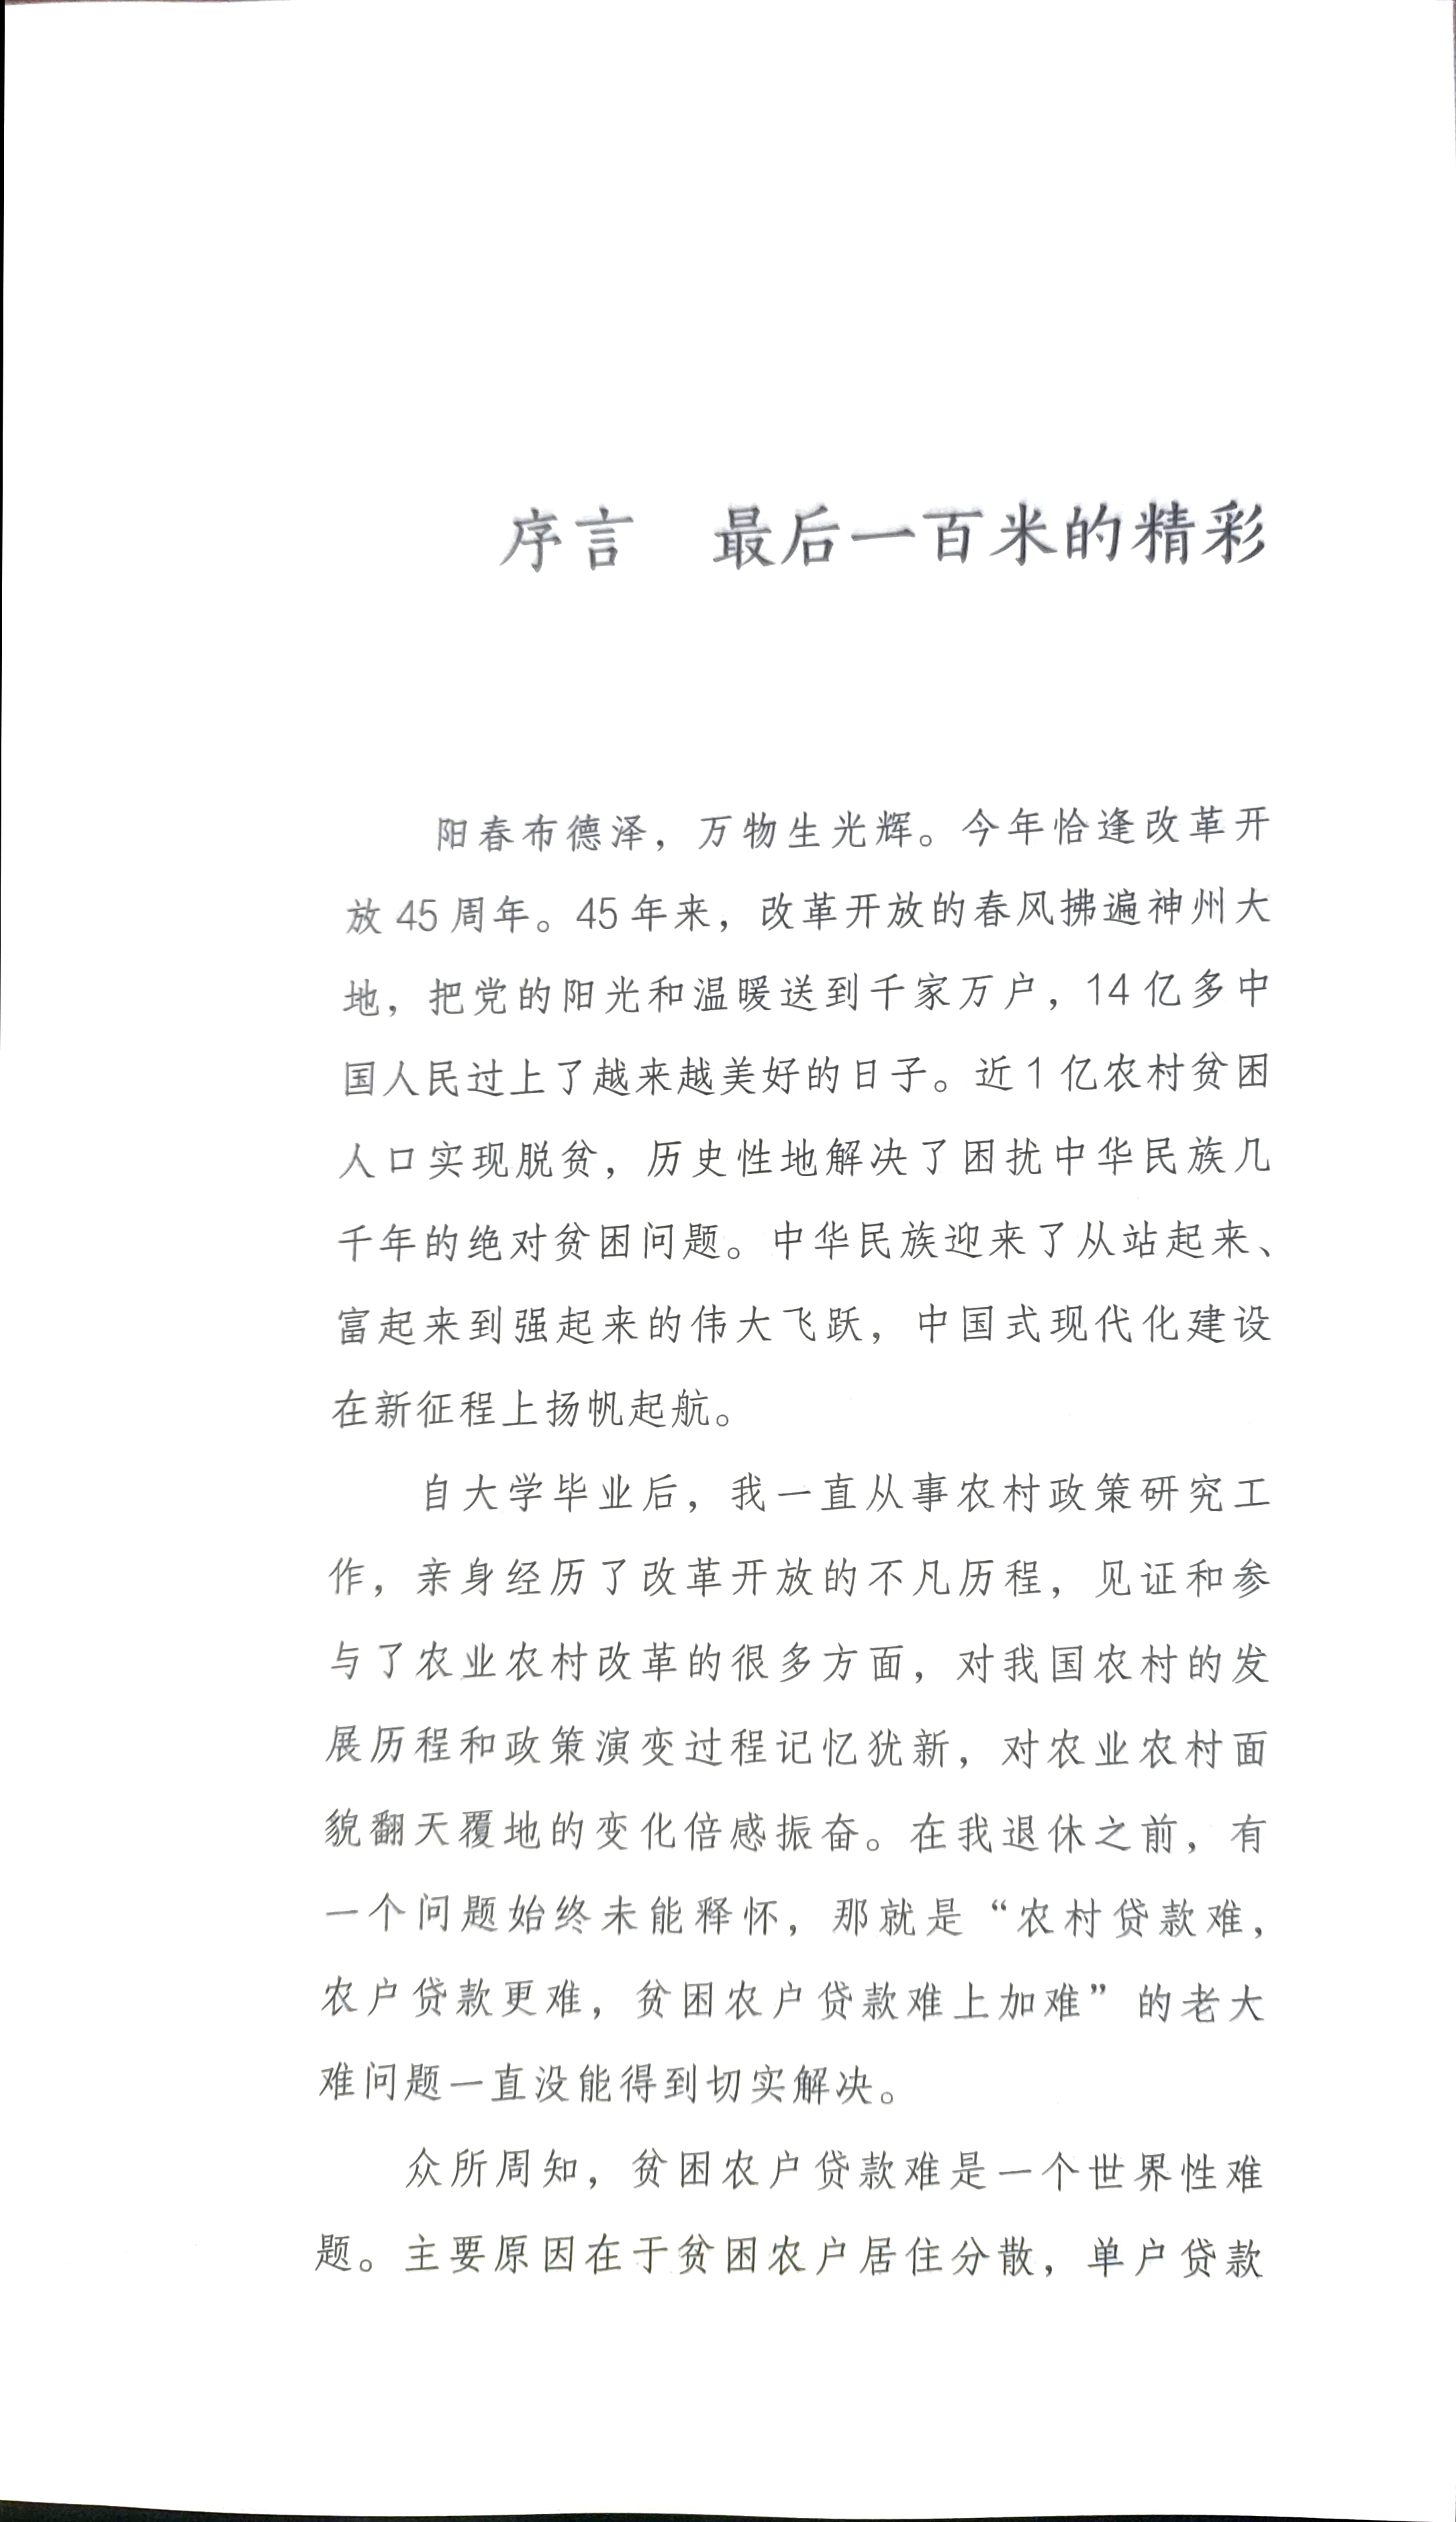 序言　最后一百米的精彩
阳春布德泽，万物生光辉。今年恰逢改革开
放 45 周年。45 年来，改革开放的春风拂遍神州大
地，把党的阳光和温暖送到千家万户，14 亿多中
国人民过上了越来越美好的日子。近 1 亿农村贫困
人口实现脱贫，历史性地解决了困扰中华民族几
千年的绝对贫困问题。中华民族迎来了从站起来、
富起来到强起来的伟大飞跃，中国式现代化建设
在新征程上扬帆起航。
自大学毕业后，我一直从事农村政策研究工
作，亲身经历了改革开放的不凡历程，见证和参
与了农业农村改革的很多方面，对我国农村的发
展历程和政策演变过程记忆犹新，对农业农村面
貌翻天覆地的变化倍感振奋。在我退休之前，有
一个问题始终未能释怀，那就是“农村贷款难，
农户贷款更难，贫困农户贷款难上加难”的老大
难问题一直没能得到切实解决。
众所周知，贫困农户贷款难是一个世界性难
题。主要原因在于贫困农户居住分散，单户贷款